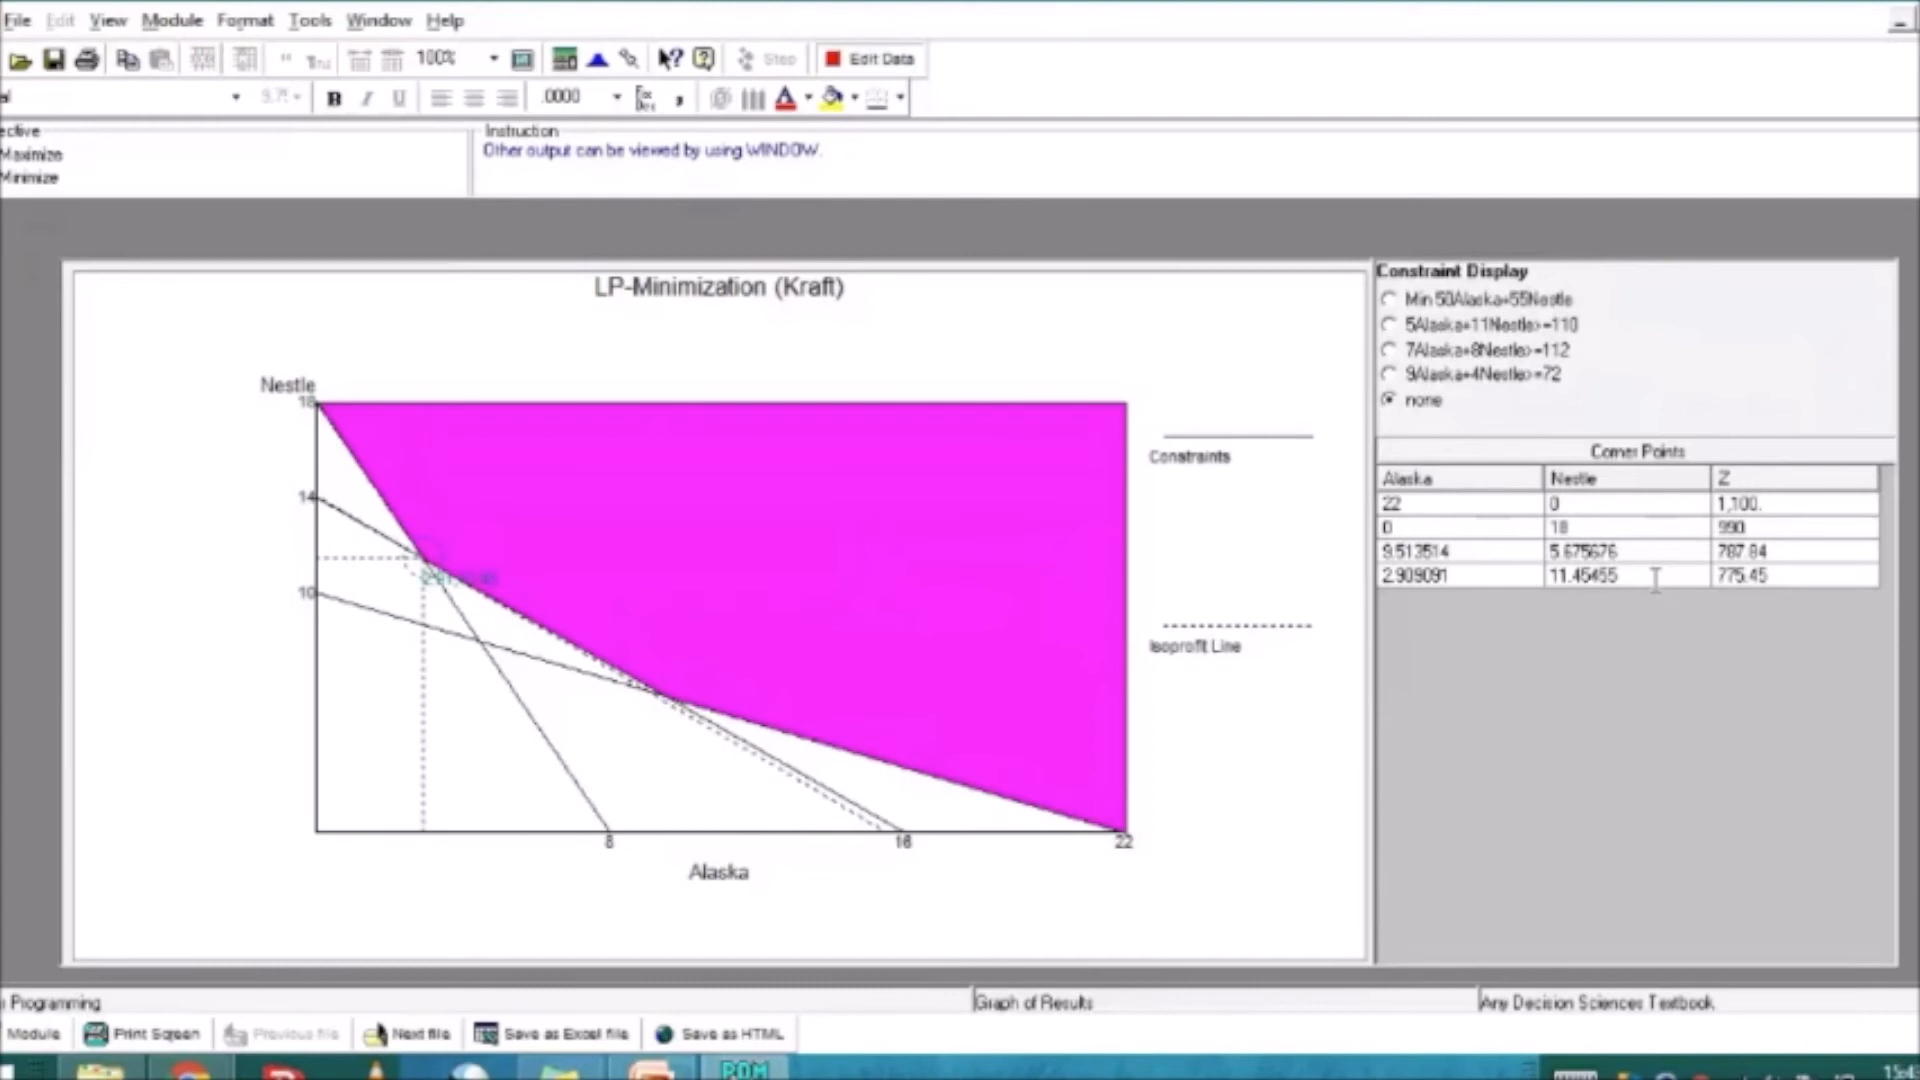 File Edit View Module Format Tools Window Help
100% Step Edit Data
B I U .0000
ective
Maximize
Minimize
Instruction
Other output can be viewed by using WINDOW.
LP-Minimization (Kraft)
Nestle
18
14
10
8
16
22
Alaska
Constraints
Isoprofit Line
Constraint Display
Min 50Alaska+55Nestle
5Alaska+11Nestle>=110
7Alaska+8Nestle>=112
9Alaska+4Nestle>=72
none
Corner Points
Alaska Nestle Z
22 0 1,100.
0 18 990
9.513514 5.675676 787.84
2.909091 11.45455 775.45
Programming
Graph of Results
Any Decision Sciences Textbook
Module Print Screen Previous file Next file Save as Excel file Save as HTML
POM